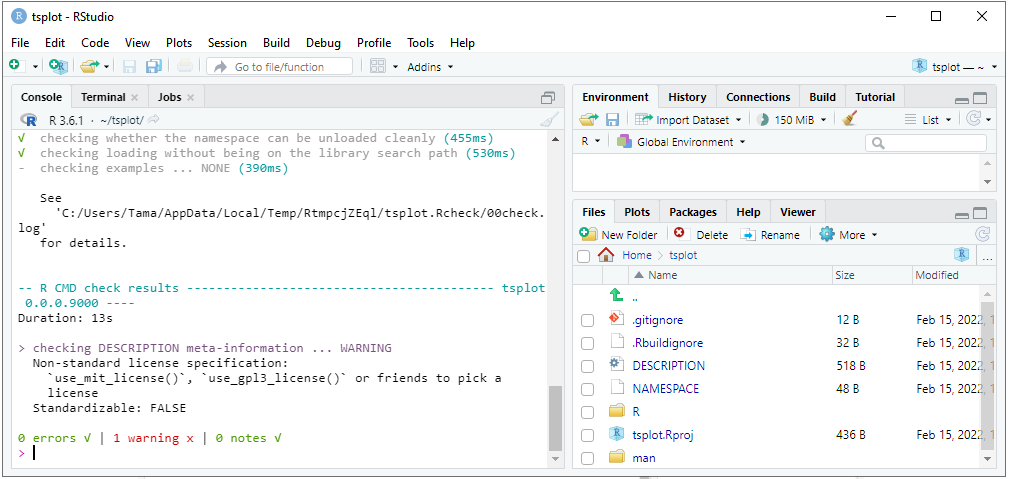 tsplot - RStudio
File Edit Code View Plots Session Build Debug Profile Tools Help
Go to file/function Addins tsplot — ~
Console Terminal Jobs
R 3.6.1 · ~/tsplot/
√ checking whether the namespace can be unloaded cleanly (455ms)
√ checking loading without being on the library search path (530ms)
- checking examples ... NONE (390ms)
See
'C:/Users/Tama/AppData/Local/Temp/RtmpcjZEql/tsplot.Rcheck/00check.
log'
for details.
-- R CMD check results ------------------------------------------ tsplot
0.0.0.9000 ----
Duration: 13s
> checking DESCRIPTION meta-information ... WARNING
Non-standard license specification:
`use_mit_license()`, `use_gpl3_license()` or friends to pick a
license
Standardizable: FALSE
0 errors √ | 1 warning x | 0 notes √
>
Environment History Connections Build Tutorial
Import Dataset 150 MiB List
R Global Environment
Files Plots Packages Help Viewer
New Folder Delete Rename More
Home tsplot R ...
Name Size Modified
..
.gitignore 12 B Feb 15, 2022, 1
.Rbuildignore 32 B Feb 15, 2022, 1
DESCRIPTION 518 B Feb 15, 2022, 1
NAMESPACE 48 B Feb 15, 2022, 1
R
tsplot.Rproj 436 B Feb 15, 2022, 1
man